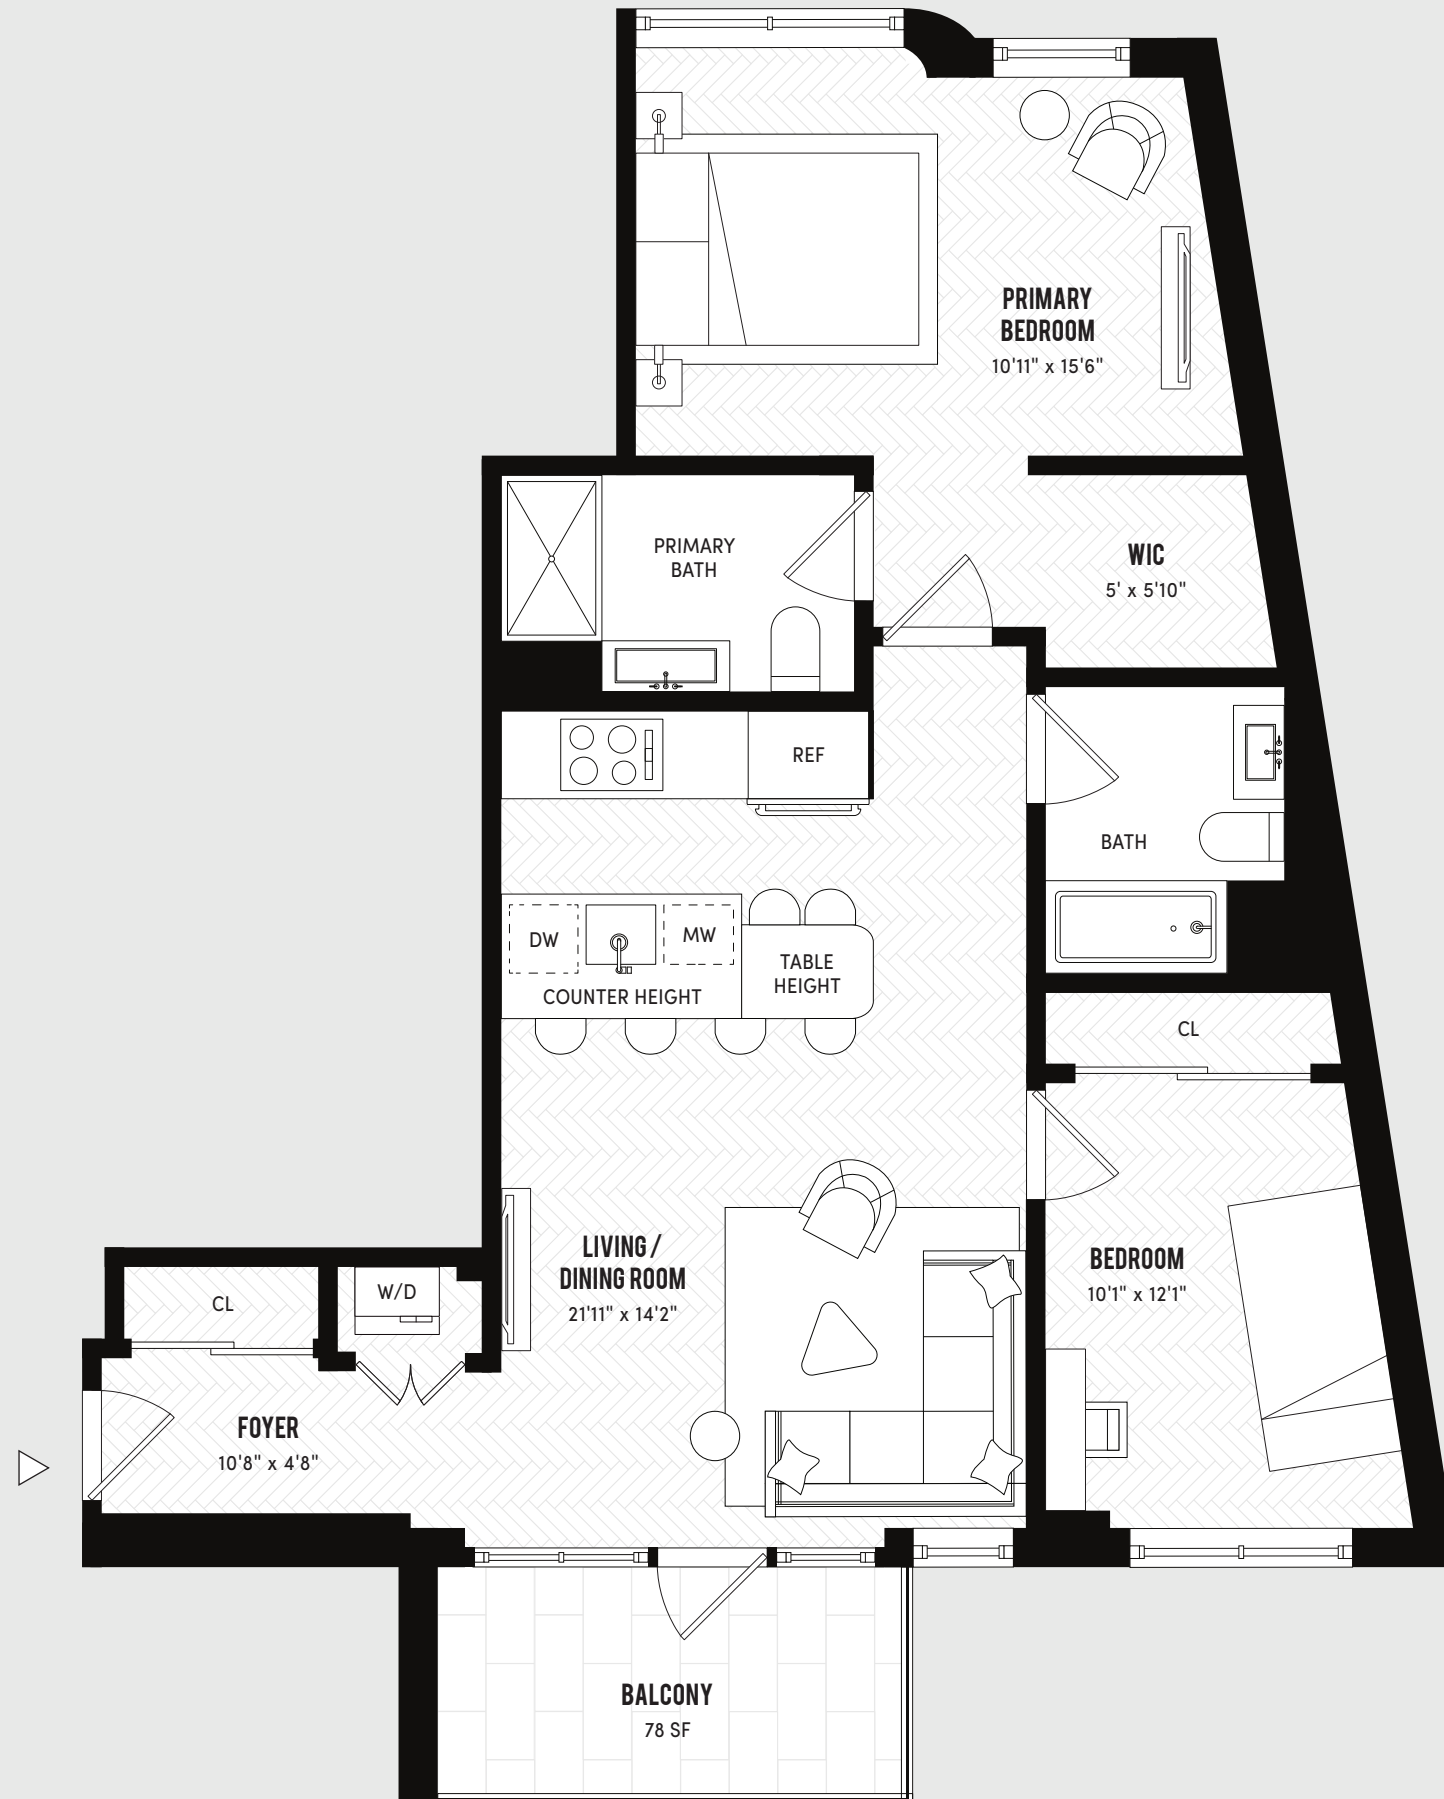 PRIMARY
BEDROOM
10'11" x 15'6"
PRIMARY
BATH
WIC
5' x 5'10"
REF
BATH
DW
MW
COUNTER HEIGHT
TABLE
HEIGHT
CL
LIVING /
DINING ROOM
21'11" x 14'2"
BEDROOM
10'1" x 12'1"
CL
W/D
FOYER
10'8" x 4'8"
BALCONY
78 SF